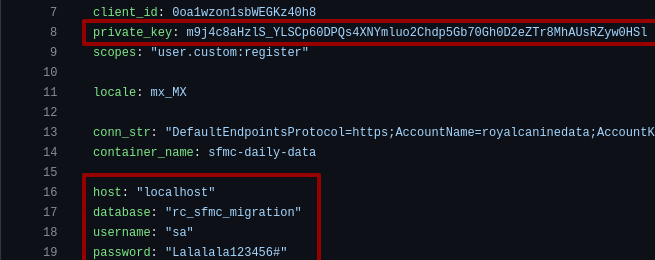 7 client_id: 0oa1wzon1sbWEGKz40h8
8 private_key: m9j4c8aHzlS_YLSCp60DPQs4XNYmluo2Chdp5Gb70Gh0D2eZTr8MhAUsRZyw0HSl
9 scopes: "user.custom:register"
10
11 locale: mx_MX
12
13 conn_str: "DefaultEndpointsProtocol=https;AccountName=royalcaninedata;AccountK
14 container_name: sfmc-daily-data
15
16 host: "localhost"
17 database: "rc_sfmc_migration"
18 username: "sa"
19 password: "Lalalala123456#"